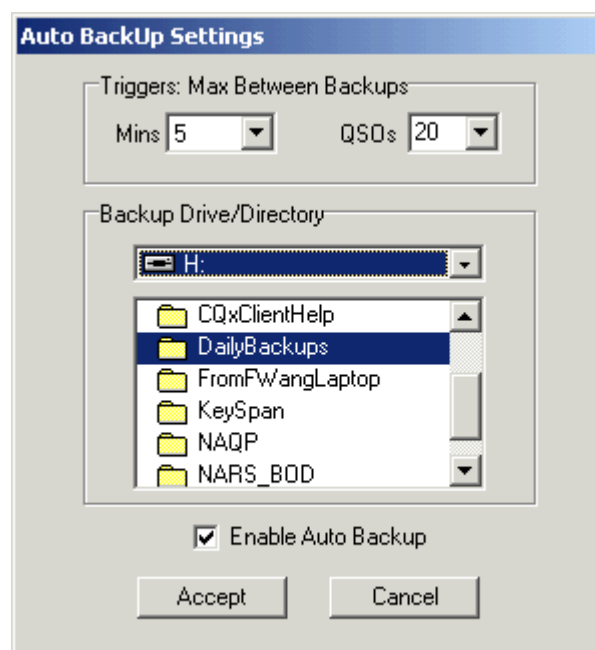 Auto BackUp Settings
Triggers: Max Between Backups
Mins 5 QSOs 20
Backup Drive/Directory
H:
CQxClientHelp
DailyBackups
FromFWangLaptop
KeySpan
NAQP
NARS_BOD
Enable Auto Backup
Accept Cancel